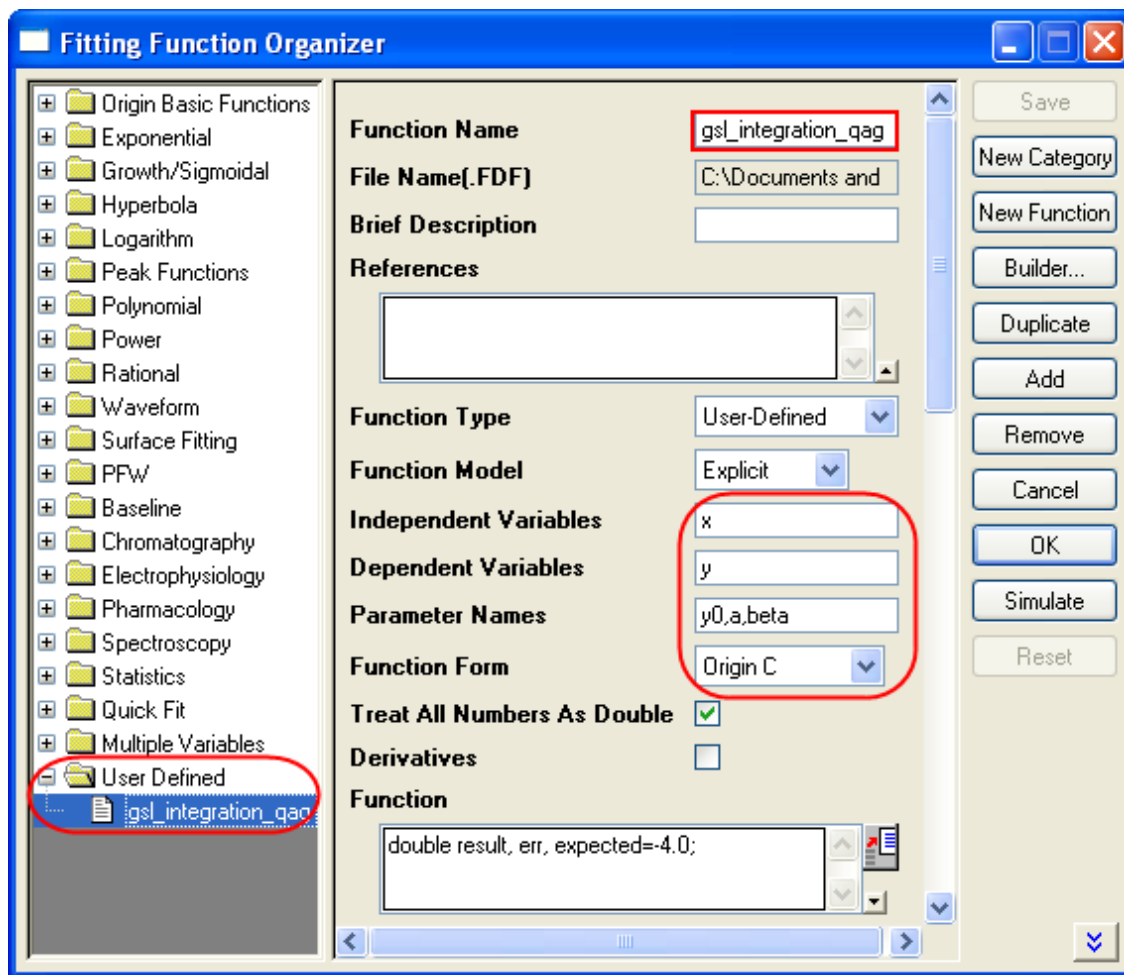 Fitting Function Organizer
Origin Basic Functions
Exponential
Growth/Sigmoidal
Hyperbola
Logarithm
Peak Functions
Polynomial
Power
Rational
Waveform
Surface Fitting
PFW
Baseline
Chromatography
Electrophysiology
Pharmacology
Spectroscopy
Statistics
Quick Fit
Multiple Variables
User Defined
gsl_integration_qag
Function Name gsl_integration_qag
File Name(.FDF) C:\Documents and
Brief Description
References
Function Type User-Defined
Function Model Explicit
Independent Variables x
Dependent Variables y
Parameter Names y0,a,beta
Function Form Origin C
Treat All Numbers As Double
Derivatives
Function
double result, err, expected=-4.0;
Save
New Category
New Function
Builder...
Duplicate
Add
Remove
Cancel
OK
Simulate
Reset